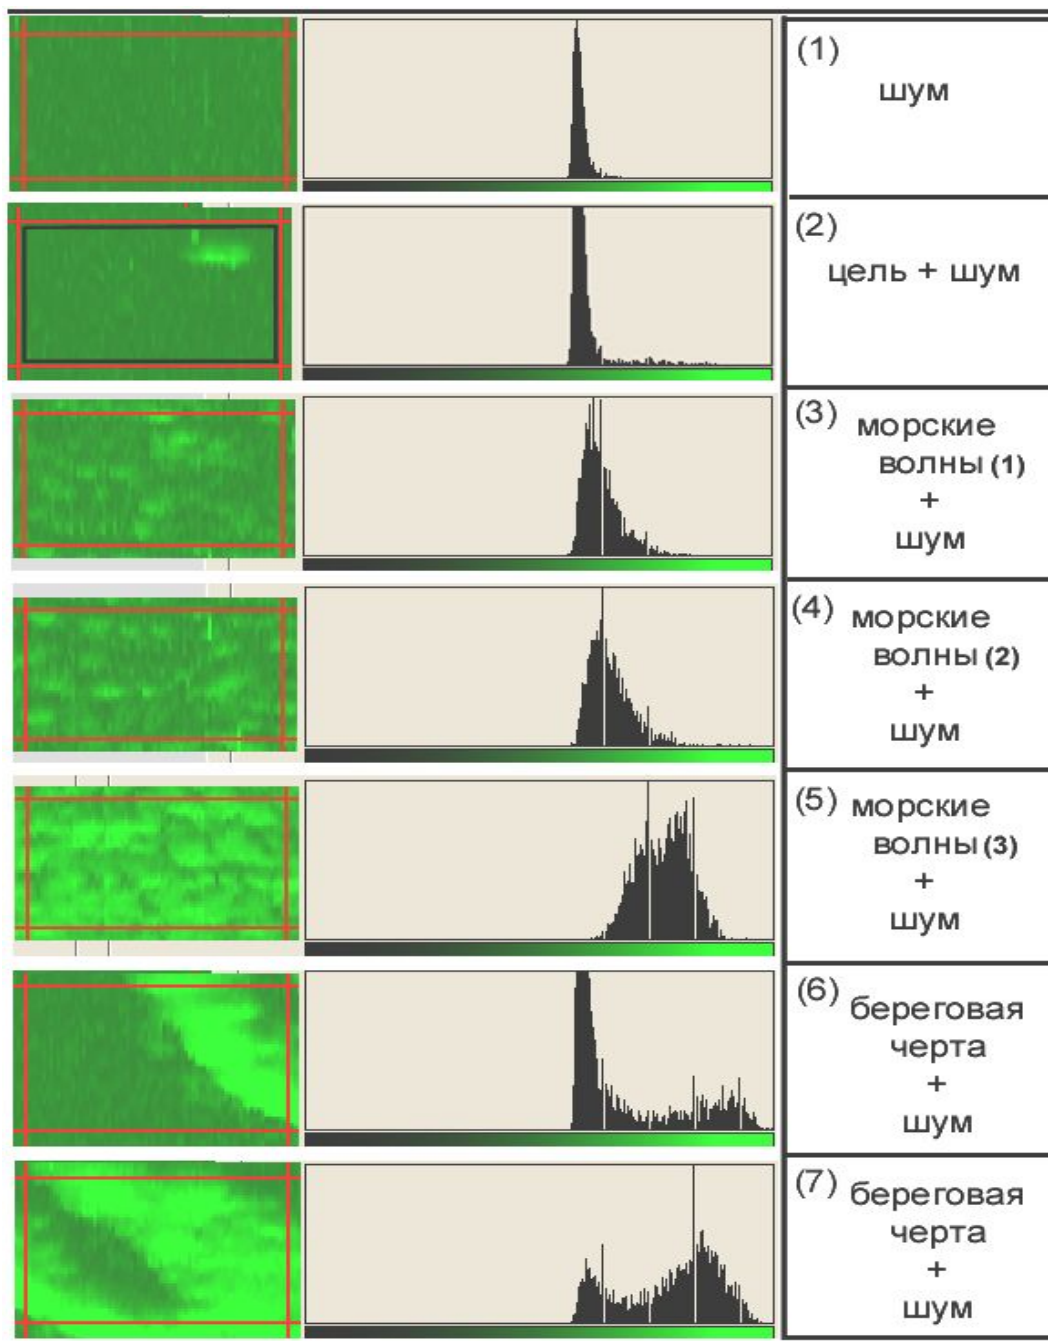 (1)
шум
(2)
цель + шум
(3) морские
волны (1)
+
шум
(4) морские
волны (2)
+
шум
(5) морские
волны (3)
+
шум
(6) береговая
черта
+
шум
(7) береговая
черта
+
шум